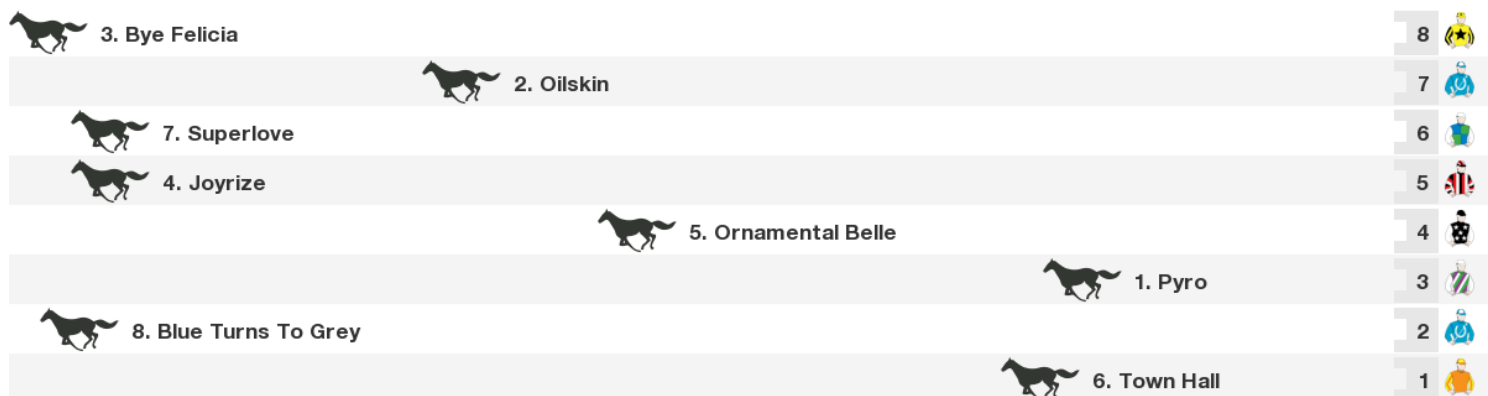 3. Bye Felicia 8
2. Oilskin 7
7. Superlove 6
4. Joyrize 5
5. Ornamental Belle 4
1. Pyro 3
8. Blue Turns To Grey 2
6. Town Hall 1